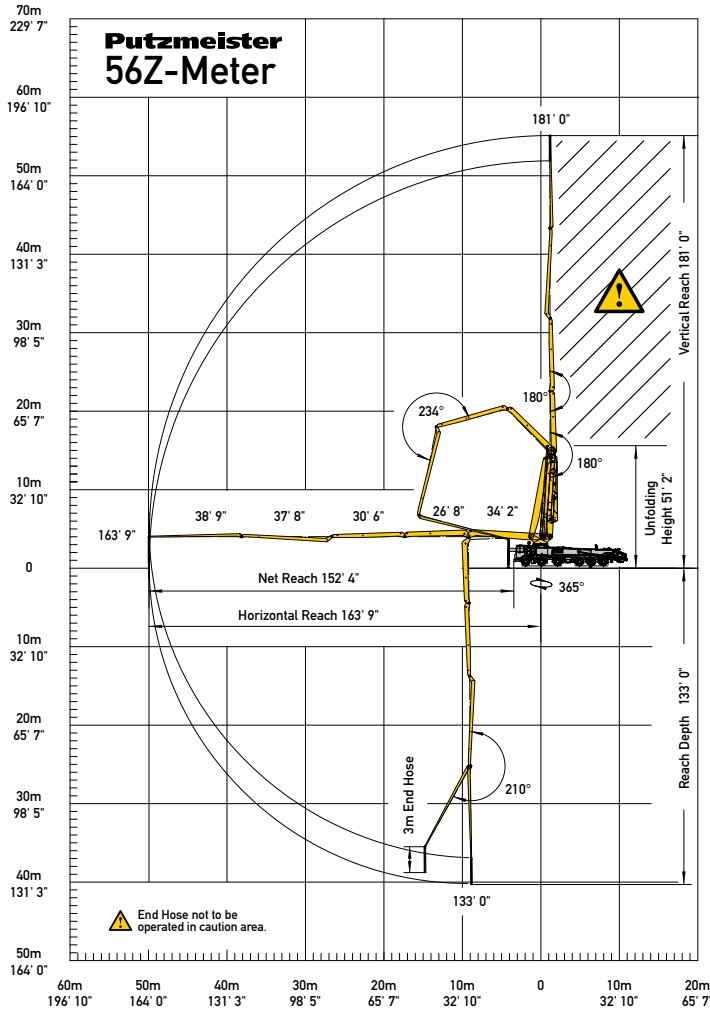 Putzmeister
56Z-Meter
70m
229' 7"
60m
196' 10"
50m
164' 0"
40m
131' 3"
30m
98' 5"
20m
65' 7"
10m
32' 10"
0
10m
32' 10"
20m
65' 7"
30m
98' 5"
40m
131' 3"
50m
164' 0"
181' 0"
Vertical Reach 181' 0"
180°
234°
180°
Unfolding
Height 51' 2"
163' 9"
38' 9"
37' 8"
30' 6"
26' 8"
34' 2"
Net Reach 152' 4"
365°
Horizontal Reach 163' 9"
Reach Depth 133' 0"
3m End Hose
210°
133' 0"
End Hose not to be
operated in caution area.
60m 50m 40m 30m 20m 10m 0 10m 20m
196' 10" 164' 0" 131' 3" 98' 5" 65' 7" 32' 10" 32' 10" 65' 7"